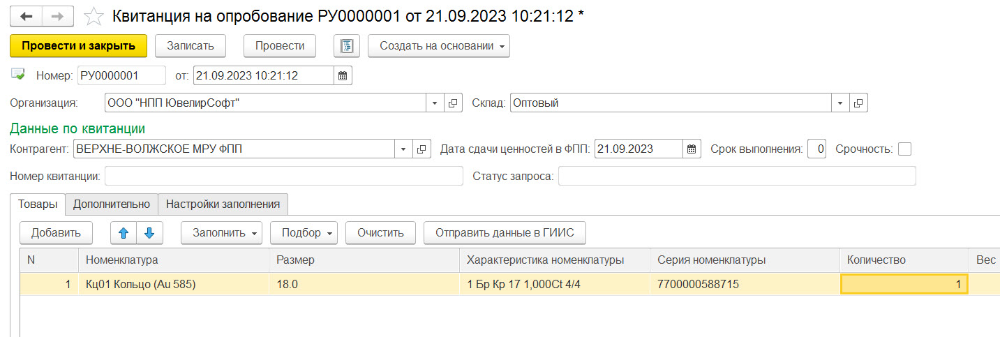 Квитанция на опробование РУ0000001 от 21.09.2023 10:21:12 *
Провести и закрыть Записать Провести Создать на основании
Номер: РУ0000001 от: 21.09.2023 10:21:12
Организация: ООО "НПП ЮвелирСофт" Склад: Оптовый
Данные по квитанции
Контрагент: ВЕРХНЕ-ВОЛЖСКОЕ МРУ ФПП Дата сдачи ценностей в ФПП: 21.09.2023 Срок выполнения: 0 Срочность:
Номер квитанции: Статус запроса:
Товары Дополнительно Настройки заполнения
Добавить Заполнить Подбор Очистить Отправить данные в ГИИС
N Номенклатура Размер Характеристика номенклатуры Серия номенклатуры Количество Вес
1 Кц01 Кольцо (Au 585) 18.0 1 Бр Кр 17 1,000Ct 4/4 7700000588715 1